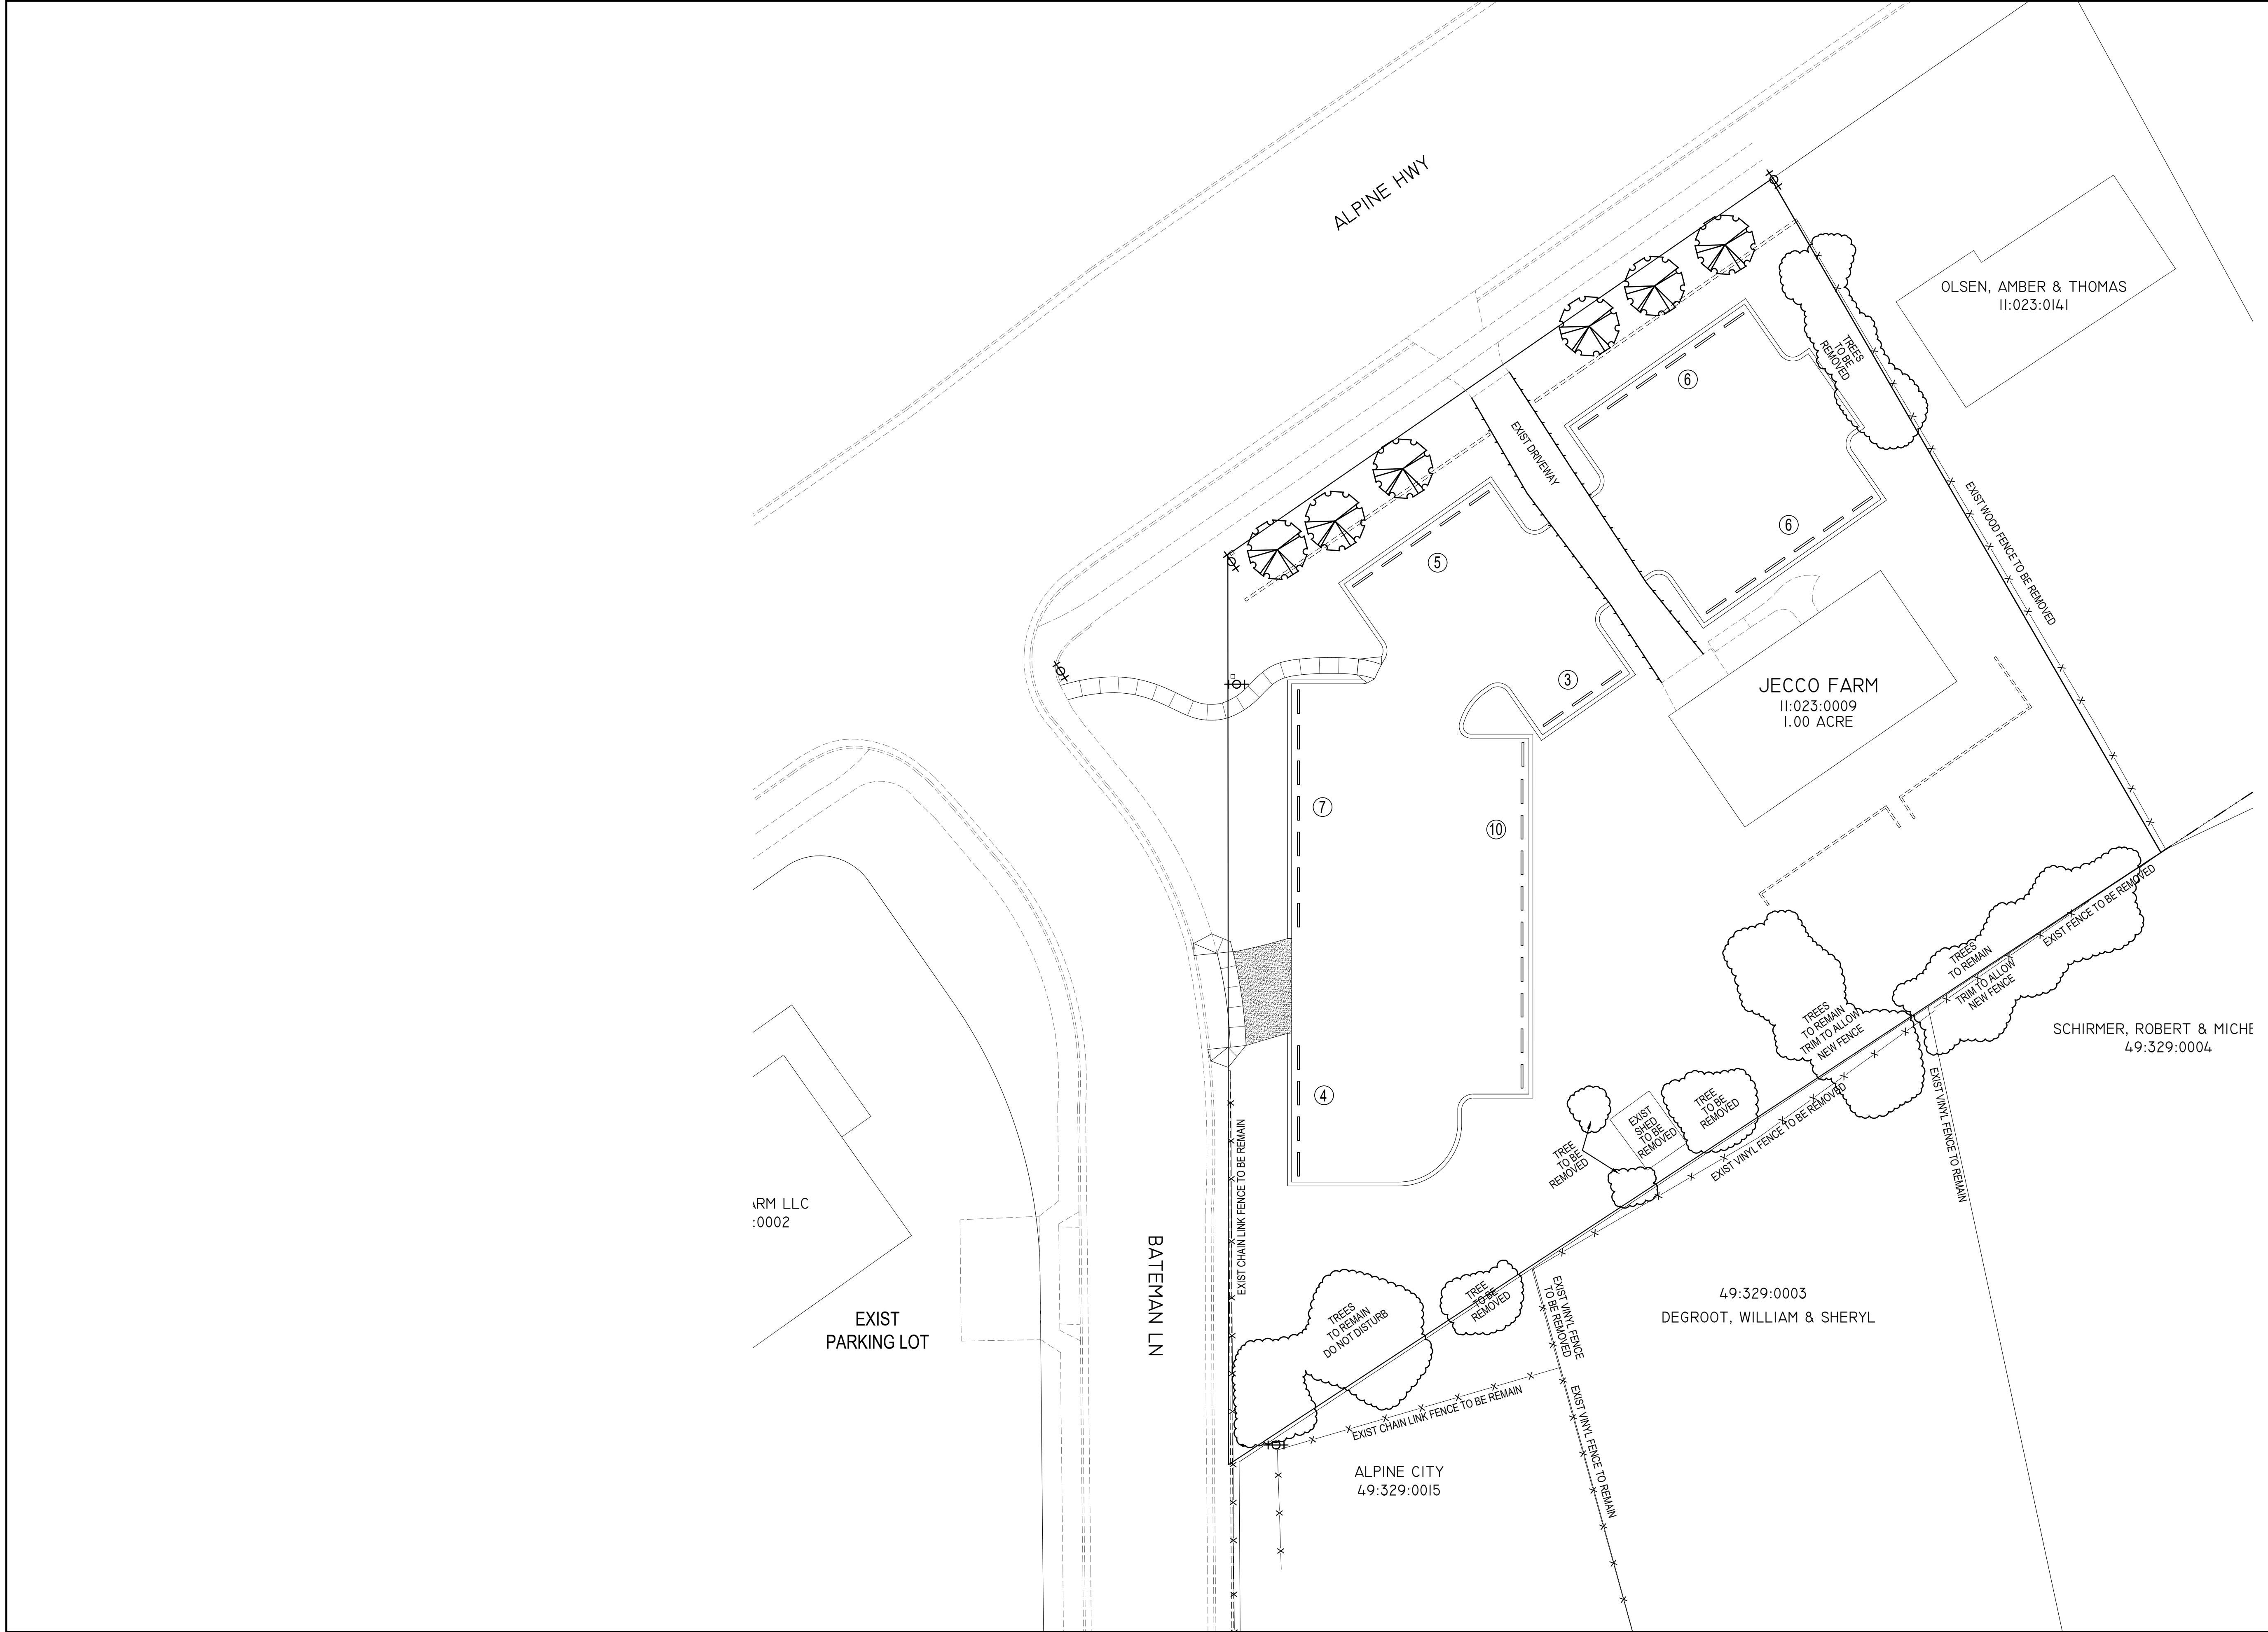 ALPINE HWY
OLSEN, AMBER & THOMAS
11:023:0141
TREES
TO BE
REMOVED
6
EXIST DRIVEWAY
6
5
EXIST WOOD FENCE TO BE REMOVED
3
JECCO FARM
11:023:0009
1.00 ACRE
7
10
EXIST FENCE TO BE REMOVED
TREES
TO REMAIN
TRIM TO ALLOW
NEW FENCE
TREES
TO REMAIN
TRIM TO ALLOW
NEW FENCE
SCHIRMER, ROBERT & MICHE
49:329:0004
4
EXIST CHAIN LINK FENCE TO BE REMAIN
TREE
TO BE
REMOVED
EXIST
SHED
TO BE
REMOVED
TREE
TO BE
REMOVED
EXIST VINYL FENCE TO BE REMOVED
EXIST VINYL FENCE TO REMAIN
ARM LLC
:0002
BATEMAN LN
EXIST
PARKING LOT
TREES
TO REMAIN
DO NOT DISTURB
TREE
TO BE
REMOVED
EXIST VINYL FENCE
TO BE REMOVED
49:329:0003
DEGROOT, WILLIAM & SHERYL
EXIST CHAIN LINK FENCE TO BE REMAIN
EXIST VINYL FENCE TO REMAIN
ALPINE CITY
49:329:0015